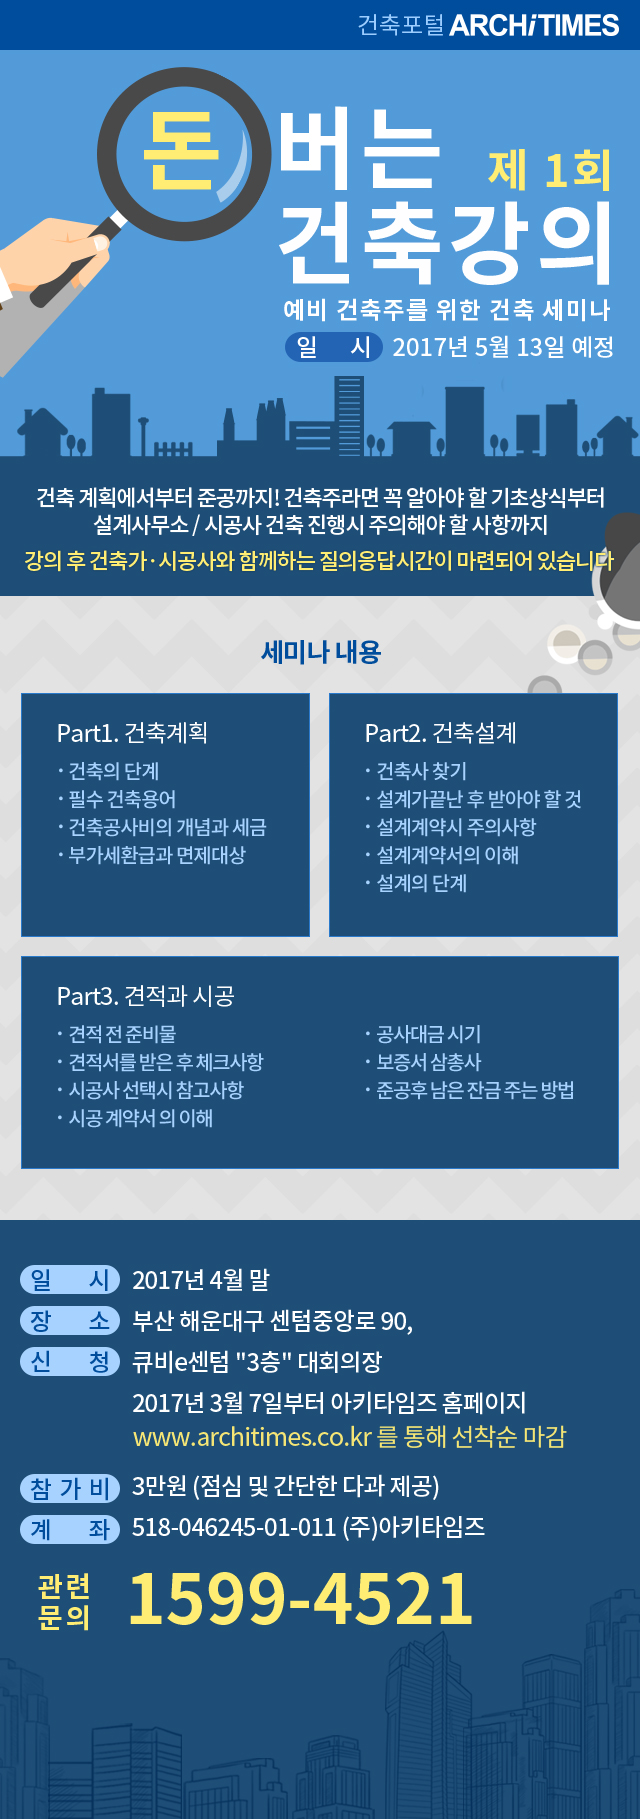 건축포털 ARCHiTIMES
돈 버는
제 1회
건축강의
예비 건축주를 위한 건축 세미나
일 시 2017년 5월 13일 예정
건축 계획에서부터 준공까지! 건축주라면 꼭 알아야 할 기초상식부터
설계사무소 / 시공사 건축 진행시 주의해야 할 사항까지
강의 후 건축가·시공사와 함께하는 질의응답시간이 마련되어 있습니다
세미나 내용
Part1. 건축계획
· 건축의 단계
· 필수 건축용어
· 건축공사비의 개념과 세금
· 부가세환급과 면제대상
Part2. 건축설계
· 건축사 찾기
· 설계가끝난 후 받아야 할 것
· 설계계약시 주의사항
· 설계계약서의 이해
· 설계의 단계
Part3. 견적과 시공
· 견적 전 준비물
· 견적서를 받은 후 체크사항
· 시공사 선택시 참고사항
· 시공 계약서 의 이해
· 공사대금 시기
· 보증서 삼총사
· 준공후 남은 잔금 주는 방법
일 시 2017년 4월 말
장 소 부산 해운대구 센텀중앙로 90,
신 청 큐비e센텀 "3층" 대회의장
2017년 3월 7일부터 아키타임즈 홈페이지
www.architimes.co.kr 를 통해 선착순 마감
참 가 비 3만원 (점심 및 간단한 다과 제공)
계 좌 518-046245-01-011 (주)아키타임즈
관련
문의 1599-4521